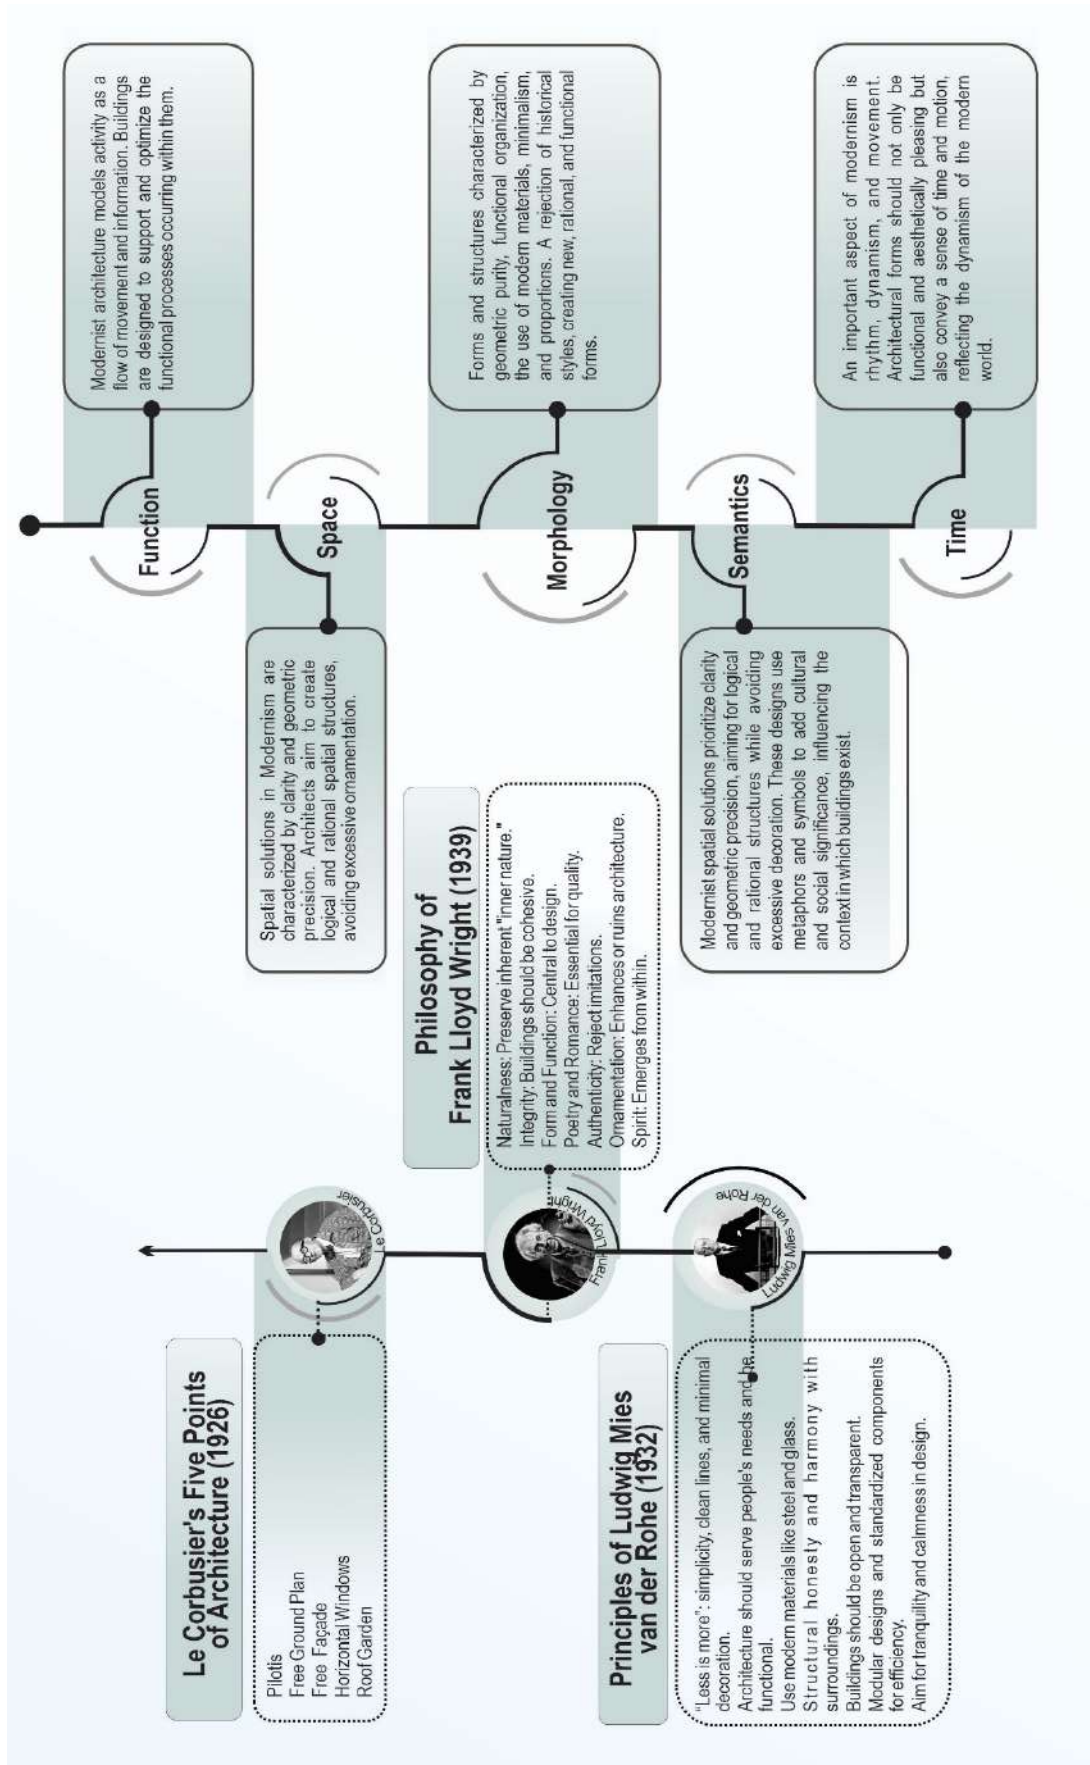 Le Corbusier's Five Points
of Architecture (1926)
Pilotis
Free Ground Plan
Free Façade
Horizontal Windows
Roof Garden
Le Corbusier
Philosophy of
Frank Lloyd Wright (1939)
Naturalness: Preserve inherent "inner nature."
Integrity: Buildings should be cohesive.
Form and Function: Central to design.
Poetry and Romance: Essential for quality.
Authenticity: Reject imitations.
Ornamentation: Enhances or ruins architecture.
Spirit: Emerges from within.
Frank Lloyd Wright
Principles of Ludwig Mies
van der Rohe (1932)
"Less is more": simplicity, clean lines, and minimal
decoration.
Architecture should serve people's needs and be
functional.
Use modern materials like steel and glass.
Structural honesty and harmony with
surroundings.
Buildings should be open and transparent.
Modular designs and standardized components
for efficiency.
Aim for tranquility and calmness in design.
Ludwig Mies van der Rohe
Function
Modernist architecture models activity as a
flow of movement and information. Buildings
are designed to support and optimize the
functional processes occurring within them.
Space
Spatial solutions in Modernism are
characterized by clarity and geometric
precision. Architects aim to create
logical and rational spatial structures,
avoiding excessive ornamentation.
Morphology
Forms and structures characterized by
geometric purity, functional organization,
the use of modern materials, minimalism,
and proportions. A rejection of historical
styles, creating new, rational, and functional
forms.
Semantics
Modernist spatial solutions prioritize clarity
and geometric precision, aiming for logical
and rational structures while avoiding
excessive decoration. These designs use
metaphors and symbols to add cultural
and social significance, influencing the
context in which buildings exist.
Time
An important aspect of modernism is
rhythm, dynamism, and movement.
Architectural forms should not only be
functional and aesthetically pleasing but
also convey a sense of time and motion,
reflecting the dynamism of the modern
world.